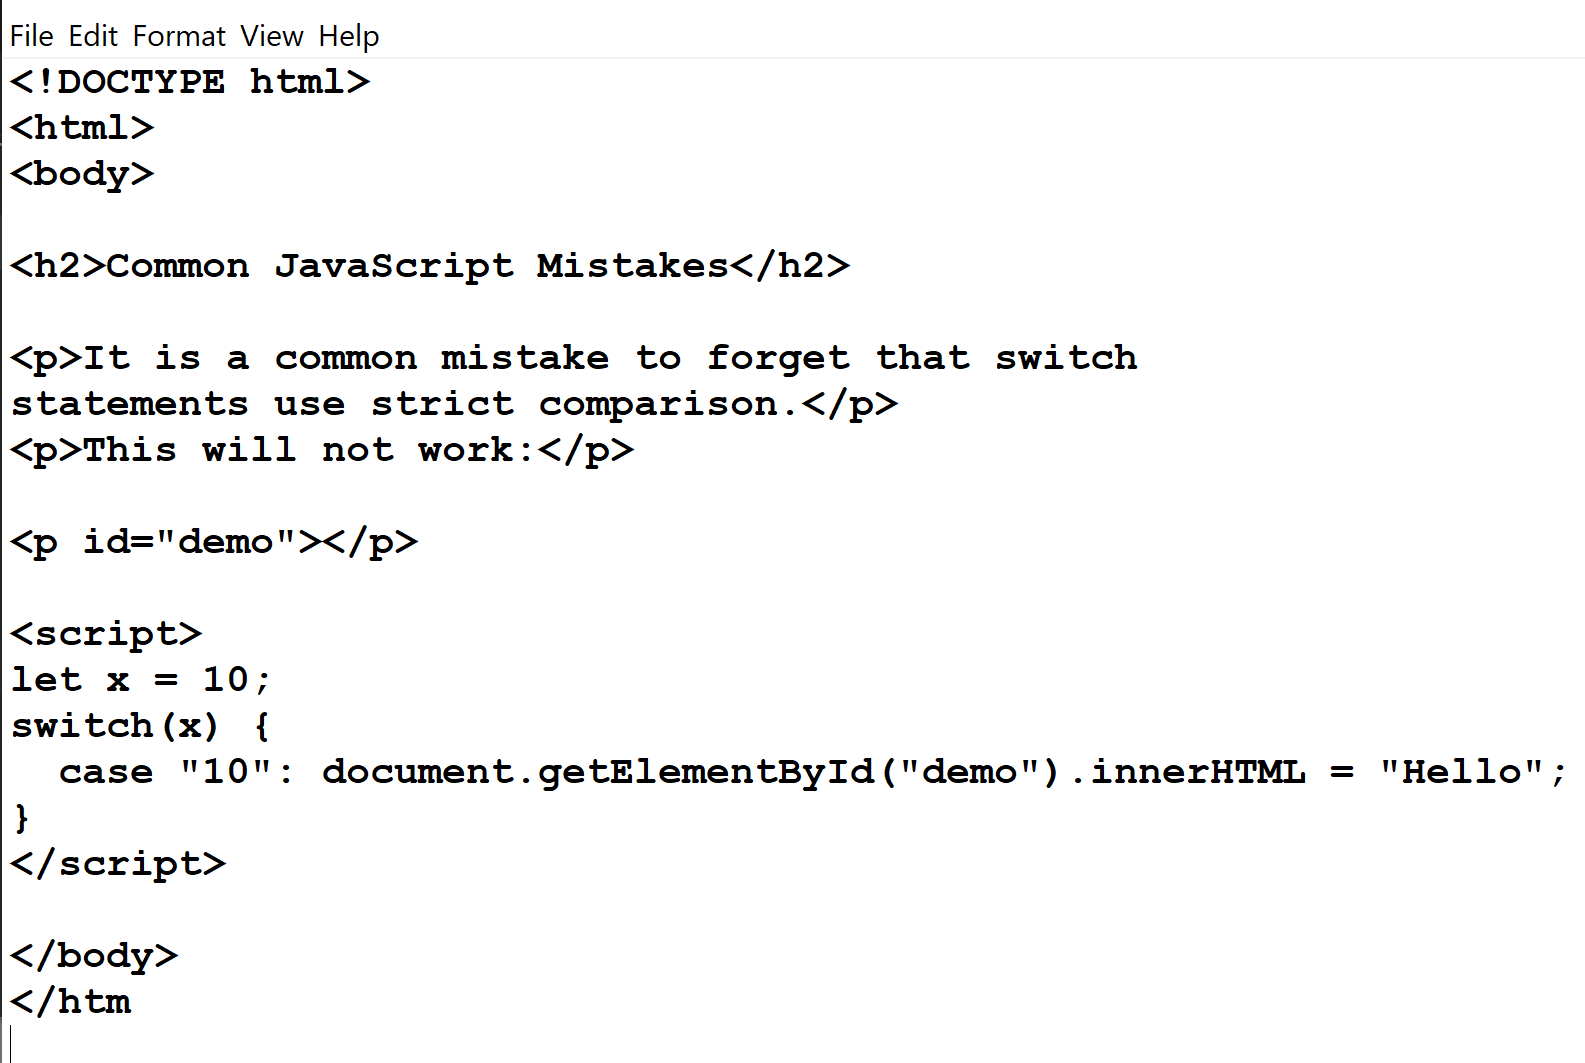 File Edit Format View Help
<!DOCTYPE html>
<html>
<body>

<h2>Common JavaScript Mistakes</h2>

<p>It is a common mistake to forget that switch
statements use strict comparison.</p>
<p>This will not work:</p>

<p id="demo"></p>

<script>
let x = 10;
switch(x) {
  case "10": document.getElementById("demo").innerHTML = "Hello";
}
</script>

</body>
</htm